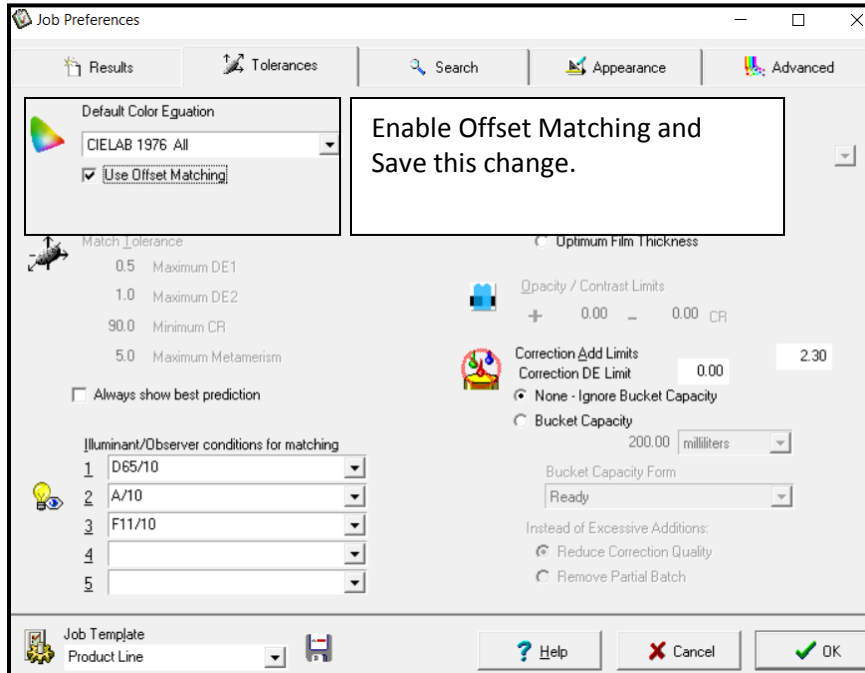 Job Preferences
Results
Tolerances
Search
Appearance
Advanced
Default Color Equation
CIELAB 1976 All
Use Offset Matching
Enable Offset Matching and
Save this change.
Match Tolerance
0.5 Maximum DE1
1.0 Maximum DE2
90.0 Minimum CR
5.0 Maximum Metamerism
Always show best prediction
Illuminant/Observer conditions for matching
1 D65/10
2 A/10
3 F11/10
4
5
Optimum Film Thickness
Opacity / Contrast Limits
+ 0.00 - 0.00 CR
Correction Add Limits 2.30
Correction DE Limit 0.00
None - Ignore Bucket Capacity
Bucket Capacity
200.00 milliliters
Bucket Capacity Form
Ready
Instead of Excessive Additions:
Reduce Correction Quality
Remove Partial Batch
Job Template
Product Line
? Help
Cancel
OK